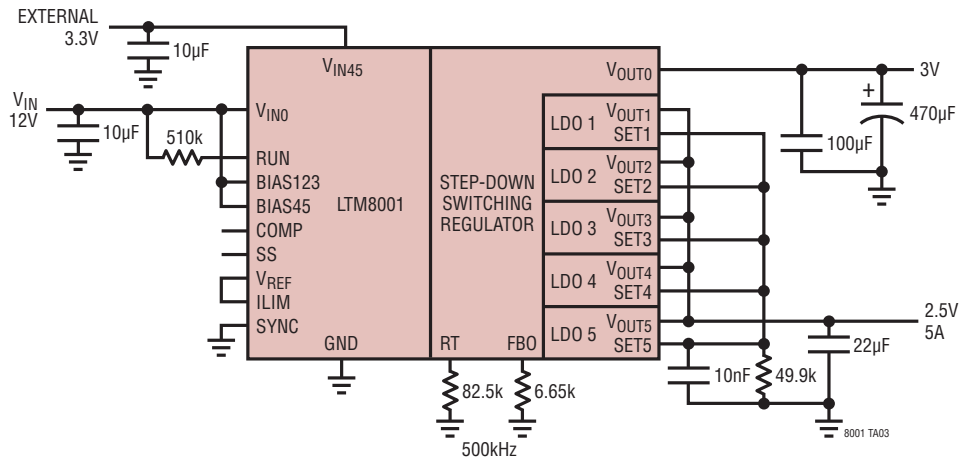 EXTERNAL
3.3V
10µF
VIN
12V
10µF
510k
VIN45
VIN0
RUN
BIAS123
BIAS45
COMP
SS
VREF
ILIM
SYNC
GND
LTM8001
STEP-DOWN
SWITCHING
REGULATOR
RT
FBO
VOUT0
LDO 1
VOUT1
SET1
LDO 2
VOUT2
SET2
LDO 3
VOUT3
SET3
LDO 4
VOUT4
SET4
LDO 5
VOUT5
SET5
3V
+
470µF
100µF
2.5V
5A
22µF
10nF
49.9k
82.5k
6.65k
500kHz
8001 TA03